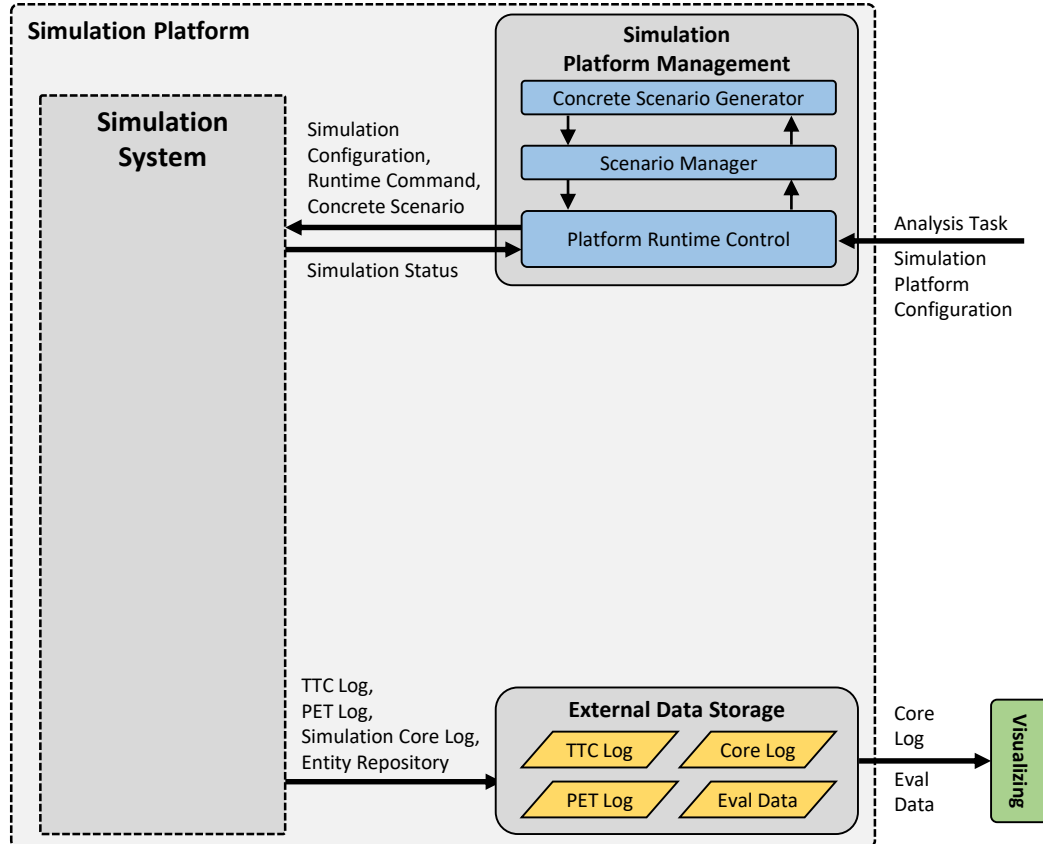 Simulation Platform
Simulation
System
Simulation
Platform Management
Concrete Scenario Generator
Scenario Manager
Platform Runtime Control
Simulation
Configuration,
Runtime Command,
Concrete Scenario
Simulation Status
Analysis Task
Simulation
Platform
Configuration
TTC Log,
PET Log,
Simulation Core Log,
Entity Repository
External Data Storage
TTC Log
Core Log
PET Log
Eval Data
Core
Log
Eval
Data
Visualizing